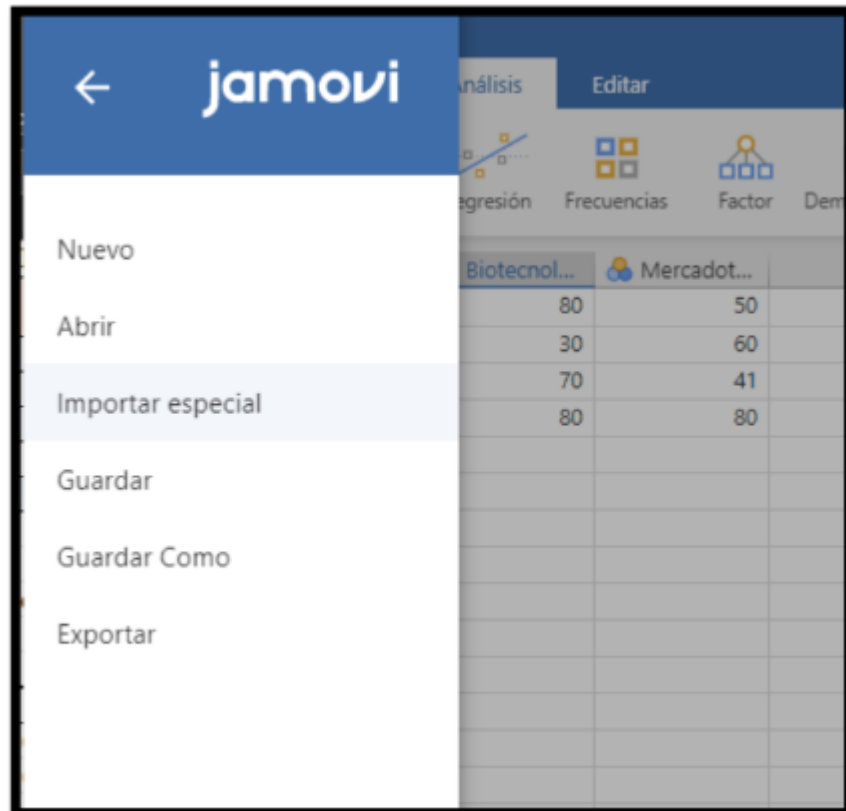 jamovi
nálisis Editar
egresión Frecuencias Factor Dem
Nuevo
Abrir
Importar especial
Guardar
Guardar Como
Exportar
Biotecnol... Mercadot...
80 50
30 60
70 41
80 80